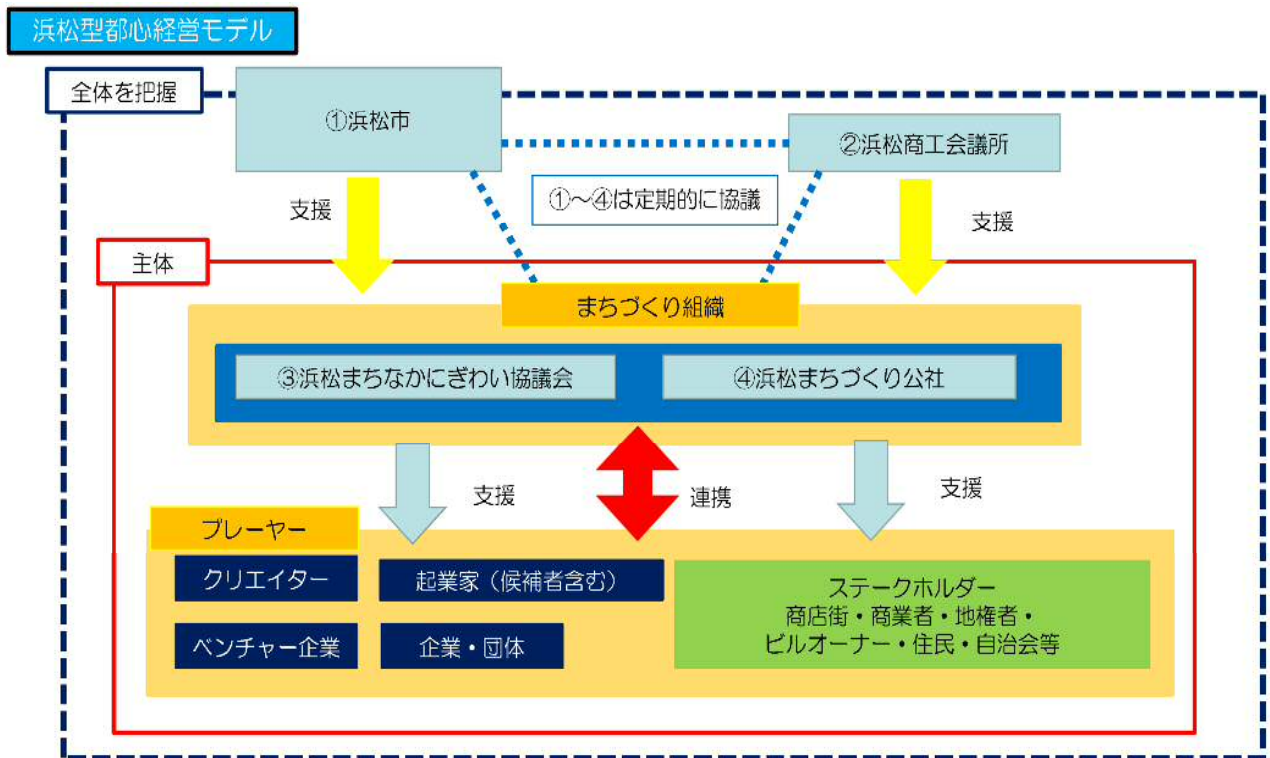 浜松型都心経営モデル
全体を把握
①浜松市
②浜松商工会議所
①～④は定期的に協議
支援
支援
主体
まちづくり組織
③浜松まちなかにぎわい協議会
④浜松まちづくり公社
支援
連携
支援
プレーヤー
クリエイター
起業家（候補者含む）
ベンチャー企業
企業・団体
ステークホルダー
商店街・商業者・地権者・
ビルオーナー・住民・自治会等